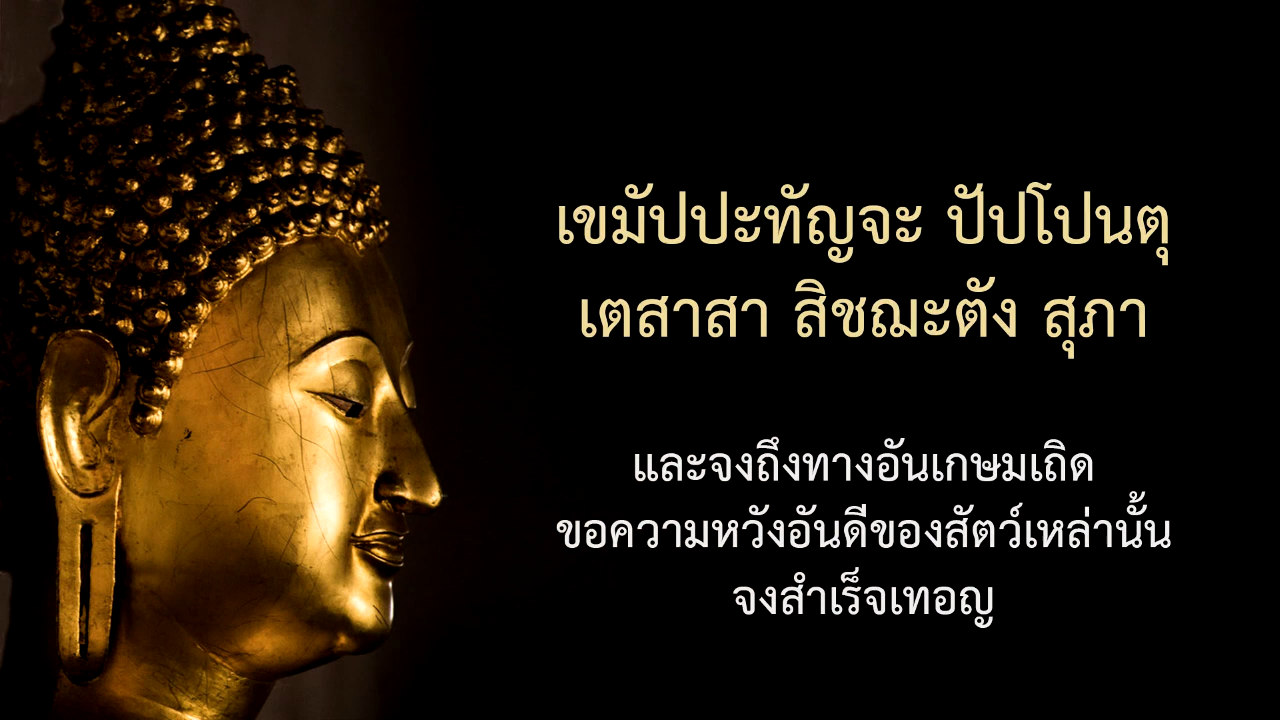 เขมัปปะทัญจะ ปัปโปนตุ
เตสาสา สิชฌะตัง สุภา
และจงถึงทางอันเกษมเถิด
ขอความหวังอันดีของสัตว์เหล่านั้น
จงสำเร็จเทอญ